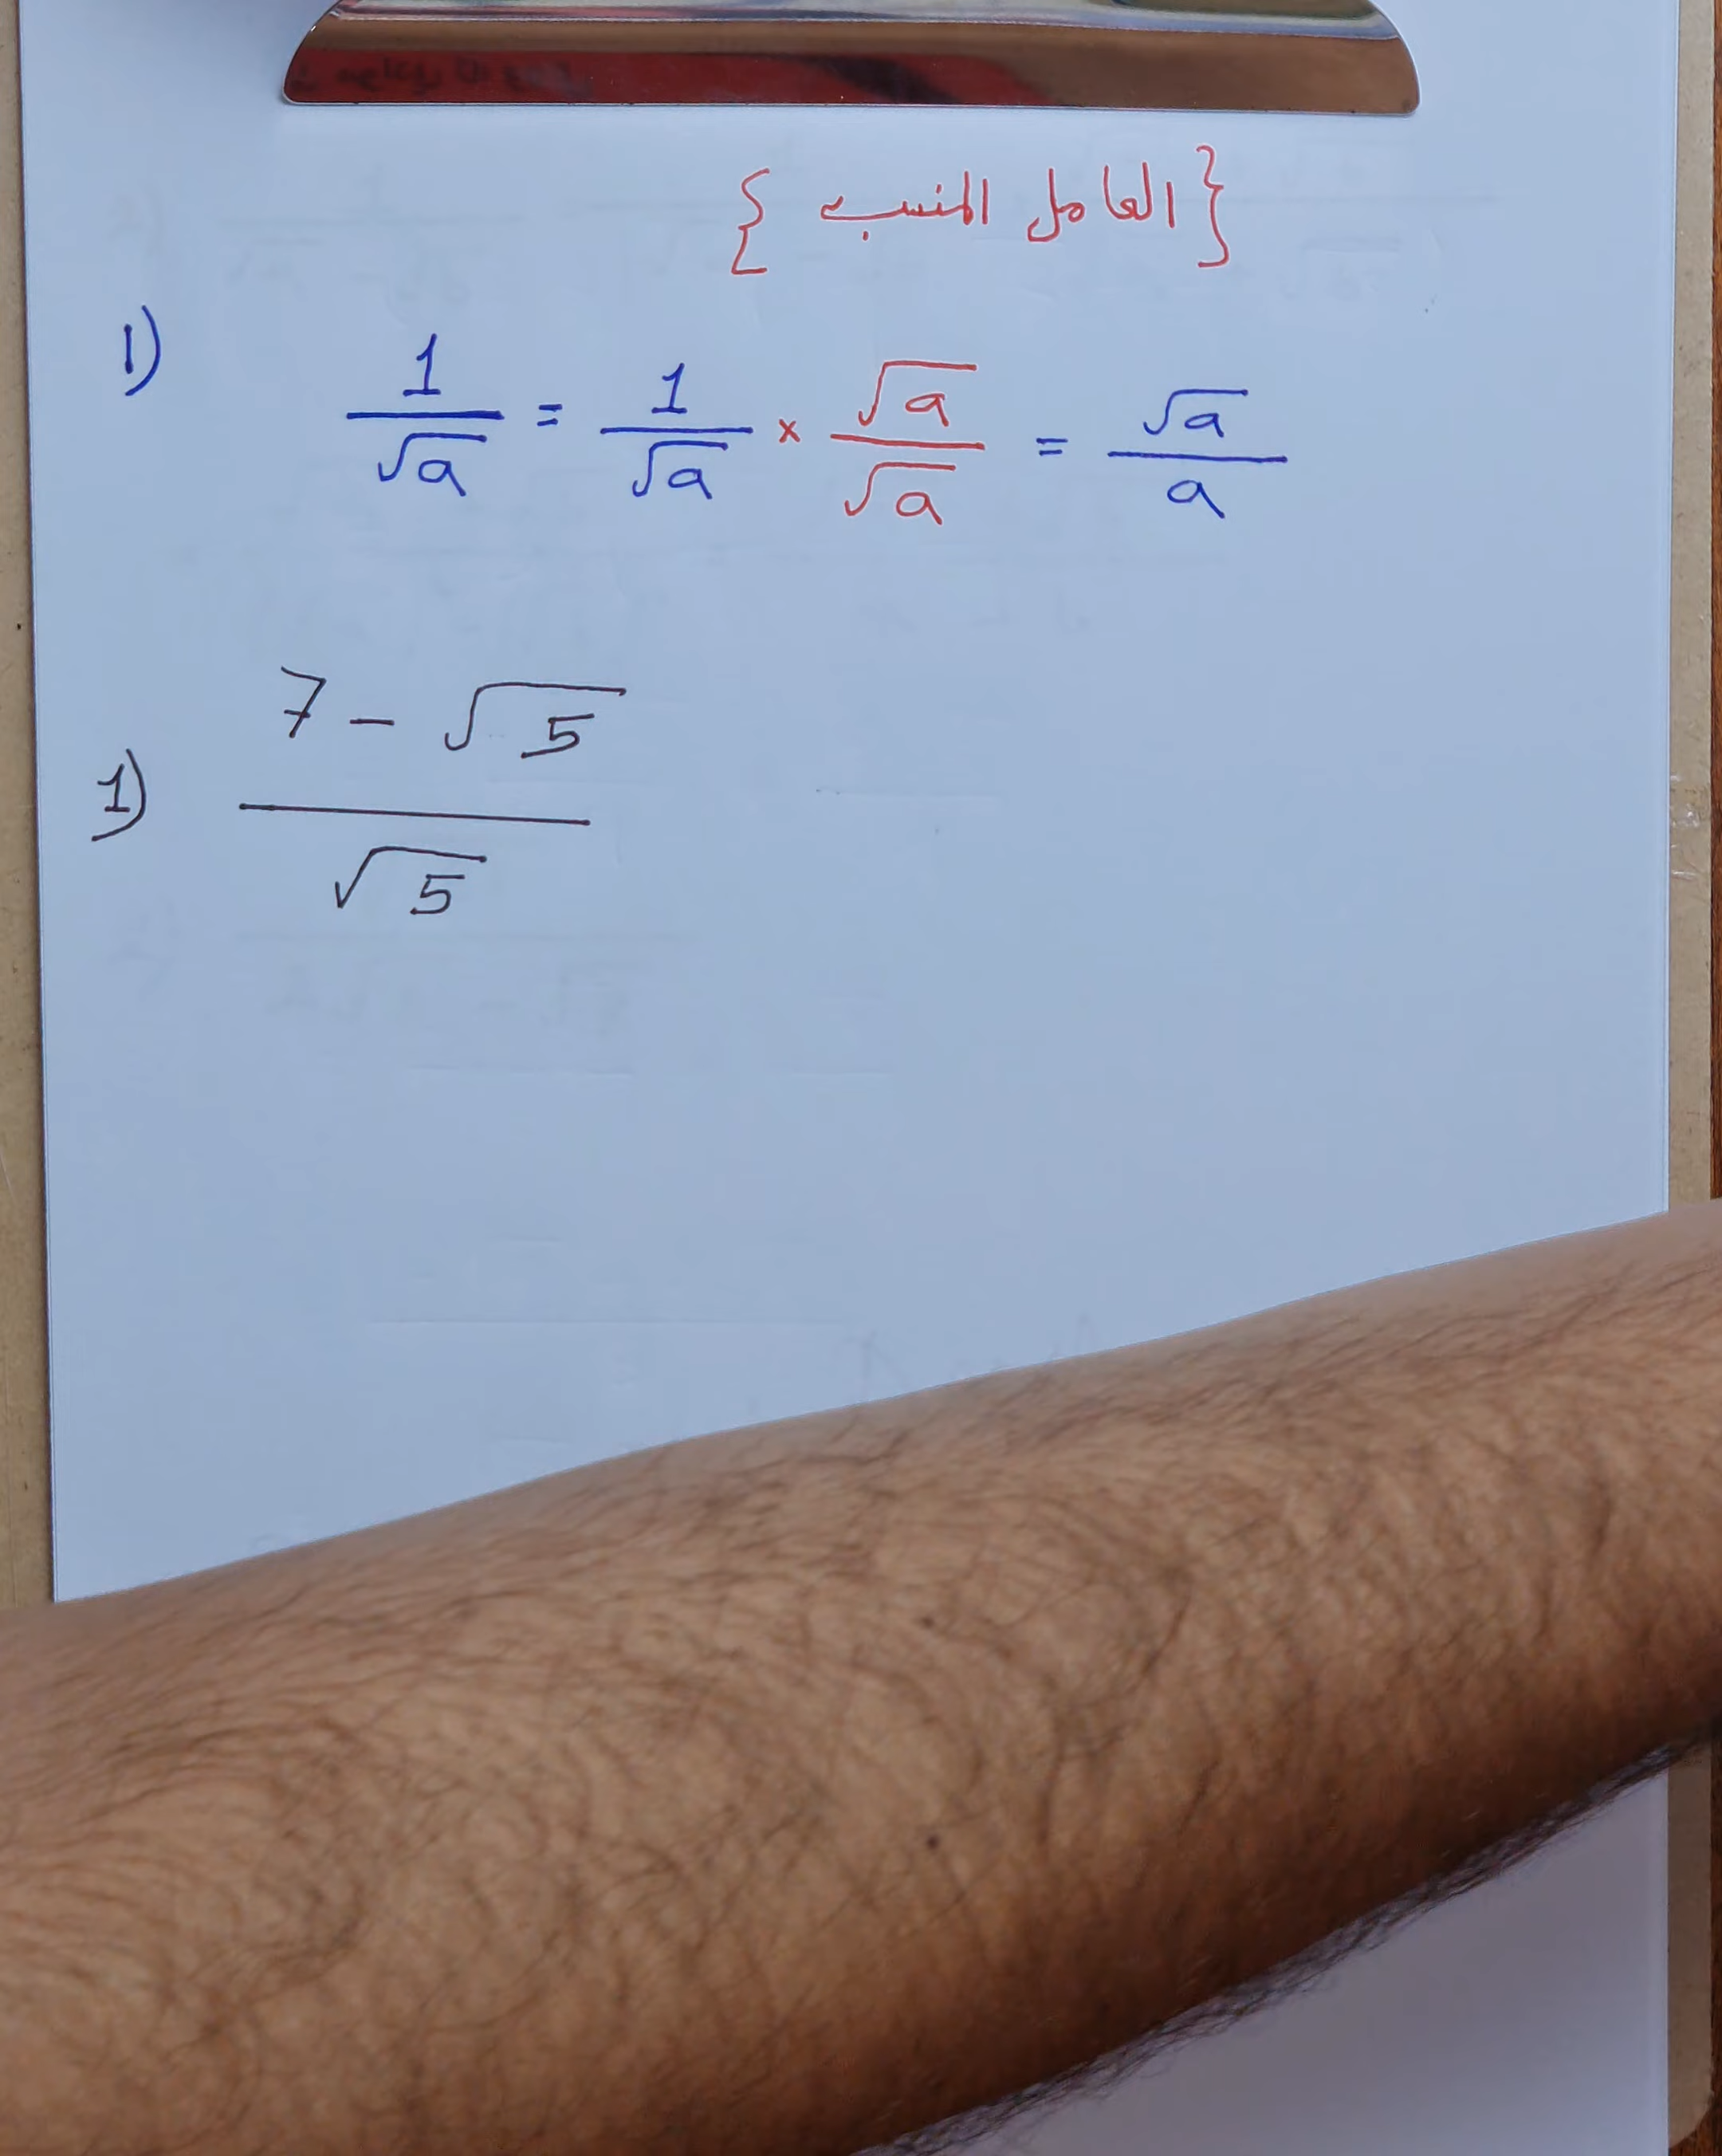 {العامل المنسب}
1) 1/√a = 1/√a × √a/√a = √a/a
1) (7 - √5)/√5